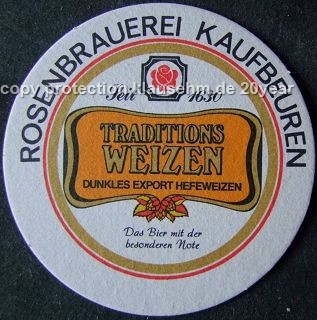 ROSENBRAUEREI KAUFBEUREN
Seit 1630
copy protection klausehm.de 20year
TRADITIONS
WEIZEN
DUNKLES EXPORT HEFEWEIZEN
Das Bier mit der
besonderen Note